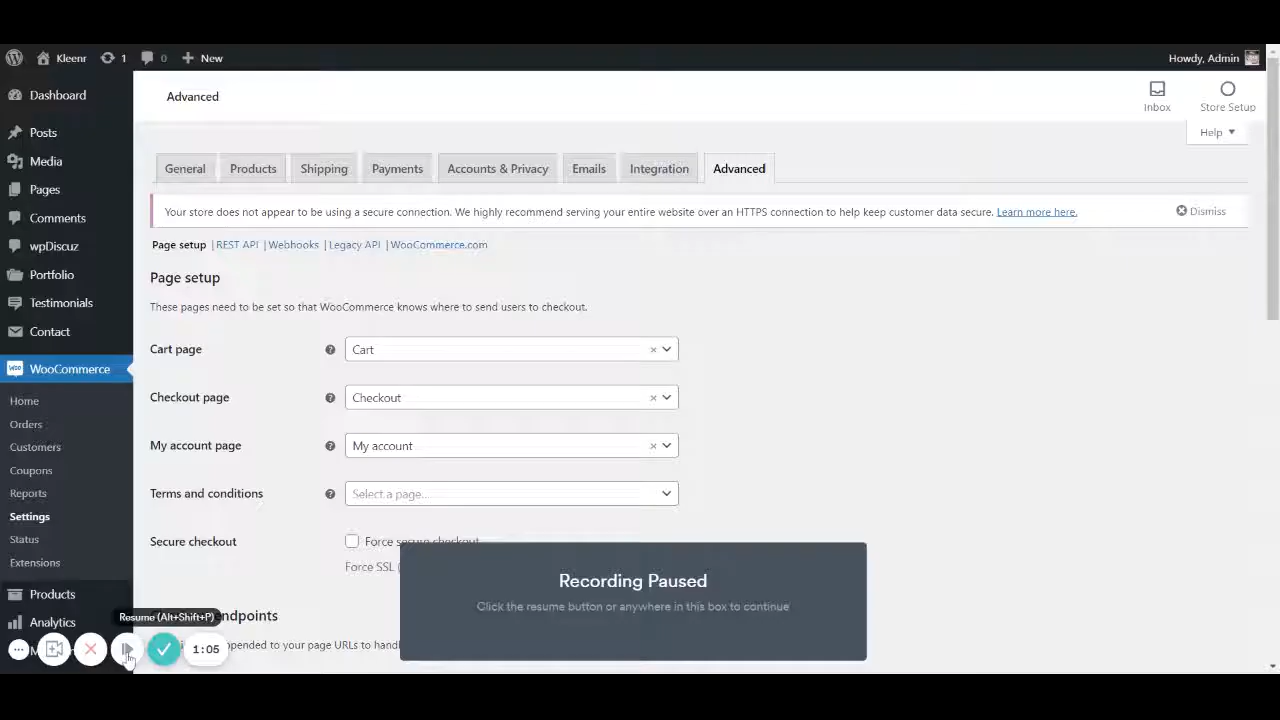 Kleenr 1 0 New Howdy, Admin
Dashboard
Posts
Media
Pages
Comments
wpDiscuz
Portfolio
Testimonials
Contact
WooCommerce
Home
Orders
Customers
Coupons
Reports
Settings
Status
Extensions
Products
Analytics
Advanced
Inbox
Store Setup
Help
General Products Shipping Payments Accounts & Privacy Emails Integration Advanced
Your store does not appear to be using a secure connection. We highly recommend serving your entire website over an HTTPS connection to help keep customer data secure. Learn more here. Dismiss
Page setup | REST API | Webhooks | Legacy API | WooCommerce.com
Page setup
These pages need to be set so that WooCommerce knows where to send users to checkout.
Cart page Cart
Checkout page Checkout
My account page My account
Terms and conditions Select a page...
Secure checkout Force secure checkout
Force SSL (
endpoints
appended to your page URLs to handl
Recording Paused
Click the resume button or anywhere in this box to continue
Resume (Alt+Shift+P)
1:05